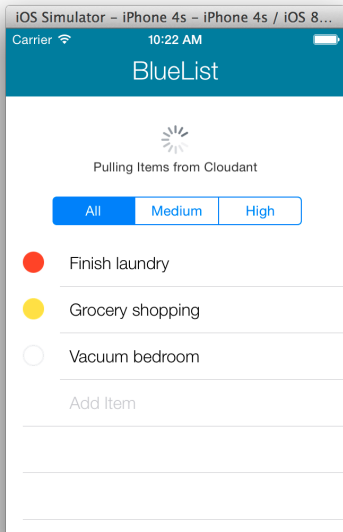 iOS Simulator – iPhone 4s – iPhone 4s / iOS 8...
Carrier 10:22 AM
BlueList
Pulling Items from Cloudant
All Medium High
Finish laundry
Grocery shopping
Vacuum bedroom
Add Item